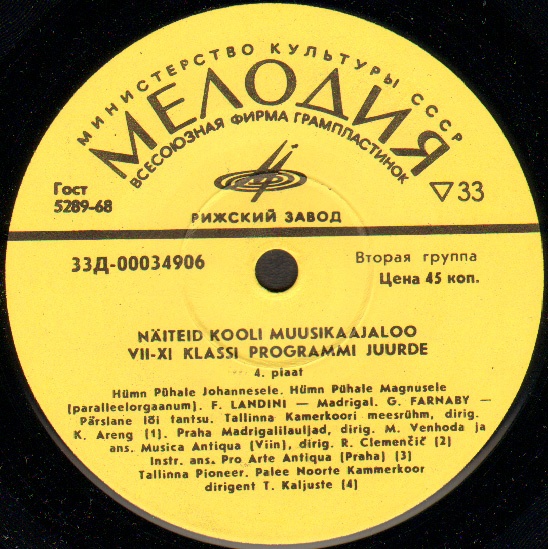 МИНИСТЕРСТВО КУЛЬТУРЫ СССР
МЕЛОДИЯ
ВСЕСОЮЗНАЯ ФИРМА ГРАМПЛАСТИНОК
Гост
5289-68
▽33
РИЖСКИЙ ЗАВОД
33Д-00034906
Вторая группа
Цена 45 коп.
NÄITEID KOOLI MUUSIKAAJALOO
VII-XI KLASSI PROGRAMMI JUURDE
4. plaat
Hümn Pühale Johannesele. Hümn Pühale Magnusele
(paralleelorgaanum). F. LANDINI — Madrigal. G. FARNABY —
Pärslane lõi tantsu. Tallinna Kamerkoori meesrühm, dirig.
K. Areng (1). Praha Madrigalilauljad, dirig. M. Venhoda ja
ans. Musica Antiqua (Viin), dirig. R. Clemenčič (2)
Instr. ans. Pro Arte Antiqua (Praha) (3)
Tallinna Pioneer. Palee Noorte Kammerkoor
dirigent T. Kaljuste (4)